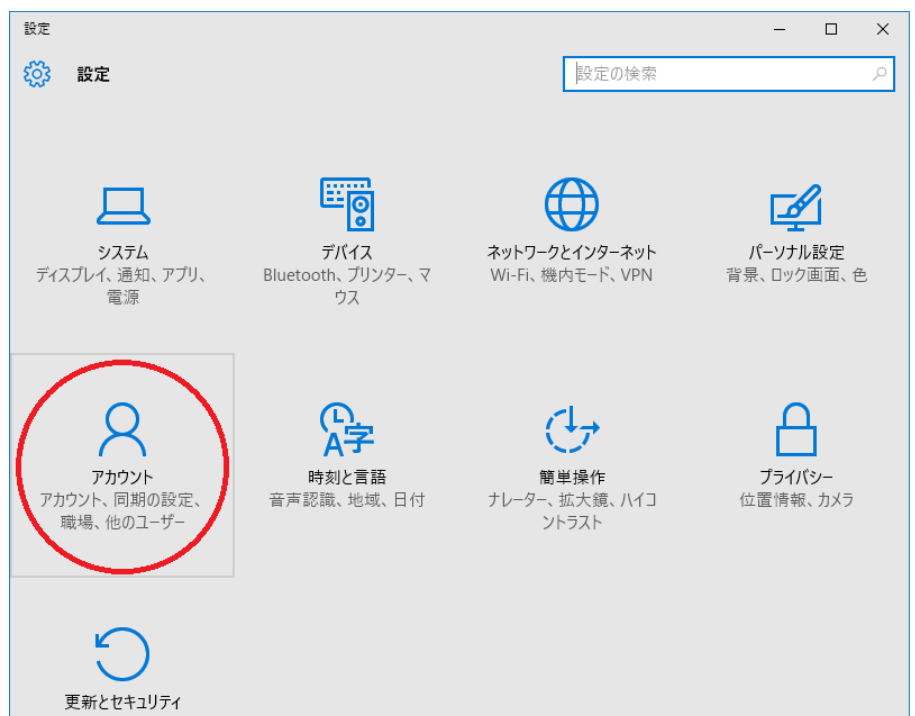 設定
設定
設定の検索
システム
ディスプレイ、通知、アプリ、
電源
デバイス
Bluetooth、プリンター、マ
ウス
ネットワークとインターネット
Wi-Fi、機内モード、VPN
パーソナル設定
背景、ロック画面、色
アカウント
アカウント、同期の設定、
職場、他のユーザー
時刻と言語
音声認識、地域、日付
簡単操作
ナレーター、拡大鏡、ハイコ
ントラスト
プライバシー
位置情報、カメラ
更新とセキュリティ